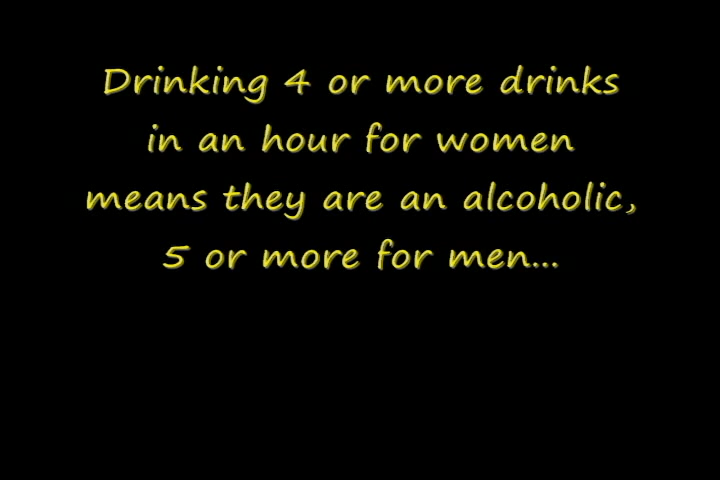 Drinking 4 or more drinks
in an hour for women
means they are an alcoholic,
5 or more for men...